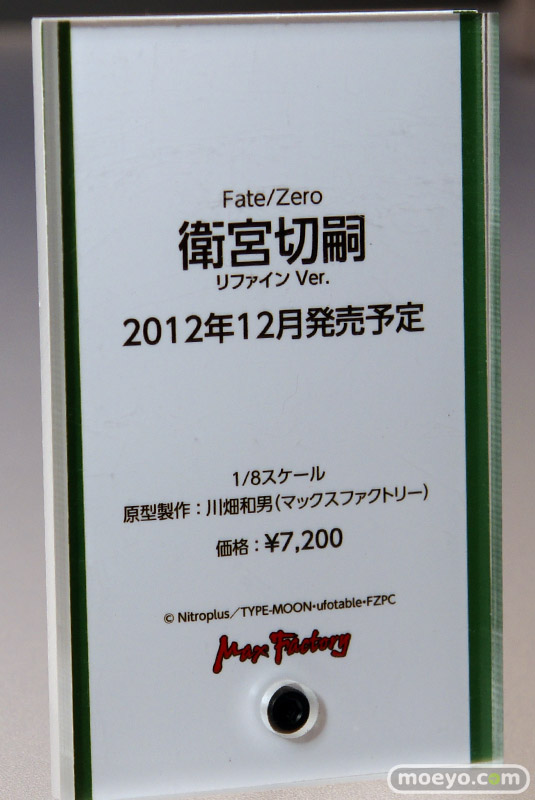 Fate/Zero
衛宮切嗣
リファイン Ver.
2012年12月発売予定
1/8スケール
原型製作：川畑和男（マックスファクトリー）
価格：¥7,200
© Nitroplus／TYPE-MOON・ufotable・FZPC
Max Factory
moeyo.com